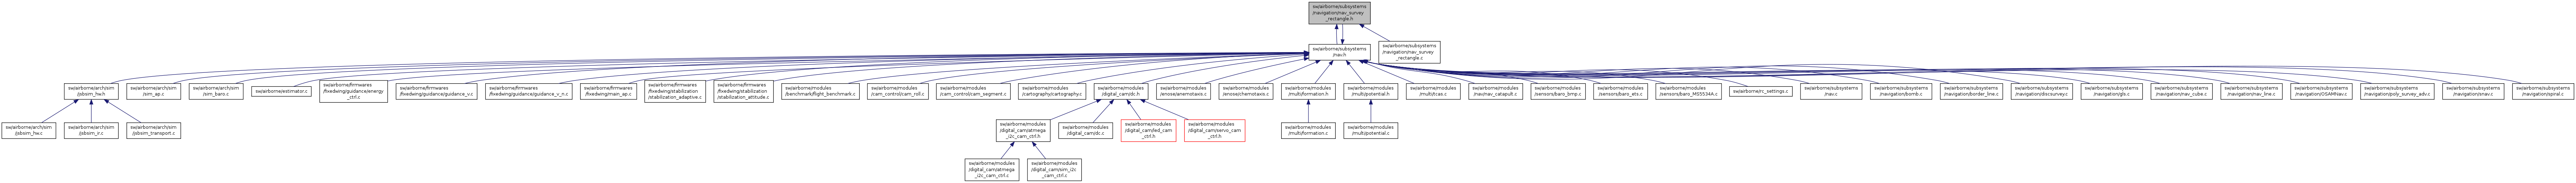 sw/airborne/subsystems
/navigation/nav_survey
_rectangle.h
sw/airborne/subsystems
/nav.h
sw/airborne/subsystems
/navigation/nav_survey
_rectangle.c
sw/airborne/arch/sim
/jsbsim_hw.h
sw/airborne/arch/sim
/sim_ap.c
sw/airborne/arch/sim
/sim_baro.c
sw/airborne/estimator.c
sw/airborne/firmwares
/fixedwing/guidance/energy
_ctrl.c
sw/airborne/firmwares
/fixedwing/guidance/guidance_v.c
sw/airborne/firmwares
/fixedwing/guidance/guidance_v_n.c
sw/airborne/firmwares
/fixedwing/main_ap.c
sw/airborne/firmwares
/fixedwing/stabilization
/stabilization_adaptive.c
sw/airborne/firmwares
/fixedwing/stabilization
/stabilization_attitude.c
sw/airborne/modules
/benchmark/flight_benchmark.c
sw/airborne/modules
/cam_control/cam_roll.c
sw/airborne/modules
/cam_control/cam_segment.c
sw/airborne/modules
/cartography/cartography.c
sw/airborne/modules
/digital_cam/dc.h
sw/airborne/modules
/enose/anemotaxis.c
sw/airborne/modules
/enose/chemotaxis.c
sw/airborne/modules
/multi/formation.h
sw/airborne/modules
/multi/potential.h
sw/airborne/modules
/multi/tcas.c
sw/airborne/modules
/nav/nav_catapult.c
sw/airborne/modules
/sensors/baro_bmp.c
sw/airborne/modules
/sensors/baro_ets.c
sw/airborne/modules
/sensors/baro_MS5534A.c
sw/airborne/rc_settings.c
sw/airborne/subsystems
/nav.c
sw/airborne/subsystems
/navigation/bomb.c
sw/airborne/subsystems
/navigation/border_line.c
sw/airborne/subsystems
/navigation/discsurvey.c
sw/airborne/subsystems
/navigation/gls.c
sw/airborne/subsystems
/navigation/nav_cube.c
sw/airborne/subsystems
/navigation/nav_line.c
sw/airborne/subsystems
/navigation/OSAMNav.c
sw/airborne/subsystems
/navigation/poly_survey_adv.c
sw/airborne/subsystems
/navigation/snav.c
sw/airborne/subsystems
/navigation/spiral.c
sw/airborne/arch/sim
/jsbsim_hw.c
sw/airborne/arch/sim
/jsbsim_ir.c
sw/airborne/arch/sim
/jsbsim_transport.c
sw/airborne/modules
/digital_cam/atmega
_i2c_cam_ctrl.h
sw/airborne/modules
/digital_cam/dc.c
sw/airborne/modules
/digital_cam/led_cam
_ctrl.h
sw/airborne/modules
/digital_cam/servo_cam
_ctrl.h
sw/airborne/modules
/multi/formation.c
sw/airborne/modules
/multi/potential.c
sw/airborne/modules
/digital_cam/atmega
_i2c_cam_ctrl.c
sw/airborne/modules
/digital_cam/sim_i2c
_cam_ctrl.c